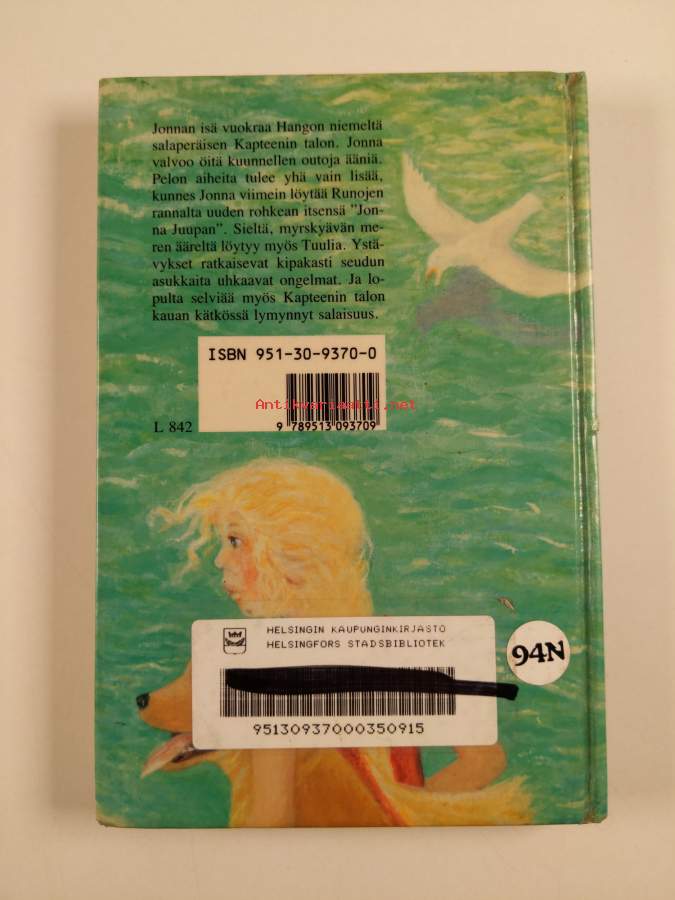 Jonnan isä vuokraa Hangon niemeltä
salaperäisen Kapteenin talon. Jonna
valvoo öitä kuunnellen outoja ääniä.
Pelon aiheita tulee yhä vain lisää,
kunnes Jonna viimein löytää Runojen
rannalta uuden rohkean itsensä "Jon-
na Juupan". Sieltä, myrskyävän me-
ren ääreltä löytyy myös Tuulia. Ystä-
vykset ratkaisevat kipakasti seudun
asukkaita uhkaavat ongelmat. Ja lo-
pulta selviää myös Kapteenin talon
kauan kätkössä lymynnyt salaisuus.
ISBN 951-30-9370-0
Antikvariaatti.net
L 842
9 789513 093709
HELSINGIN KAUPUNGINKIRJASTO
HELSINGFORS STADSBIBLIOTEK
94N
95130937000350915